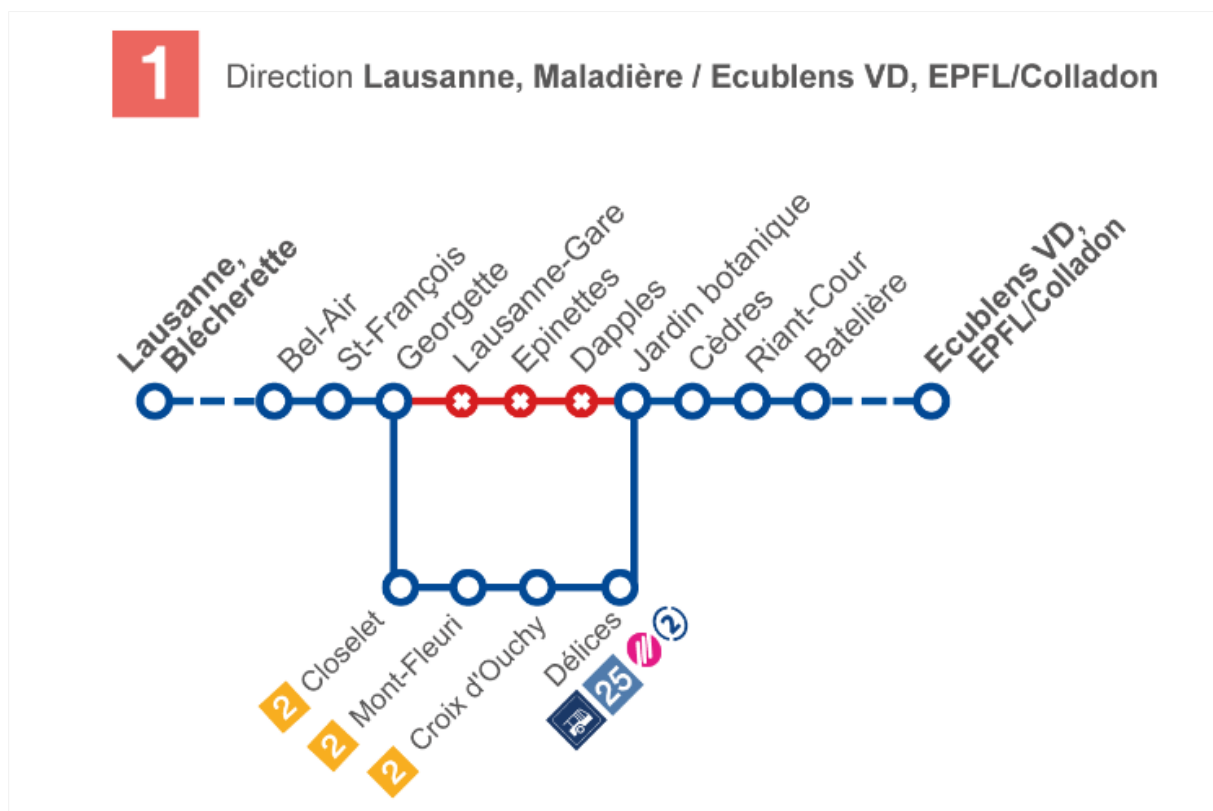 1
Direction Lausanne, Maladière / Ecublens VD, EPFL/Colladon
Lausanne,
Blécherette
Bel-Air
St-François
Georgette
Lausanne-Gare
Epinettes
Dapples
Jardin botanique
Cèdres
Riant-Cour
Batelière
Ecublens VD,
EPFL/Colladon
2 Closelet
2 Mont-Fleuri
2 Croix d'Ouchy
Délices
25
2